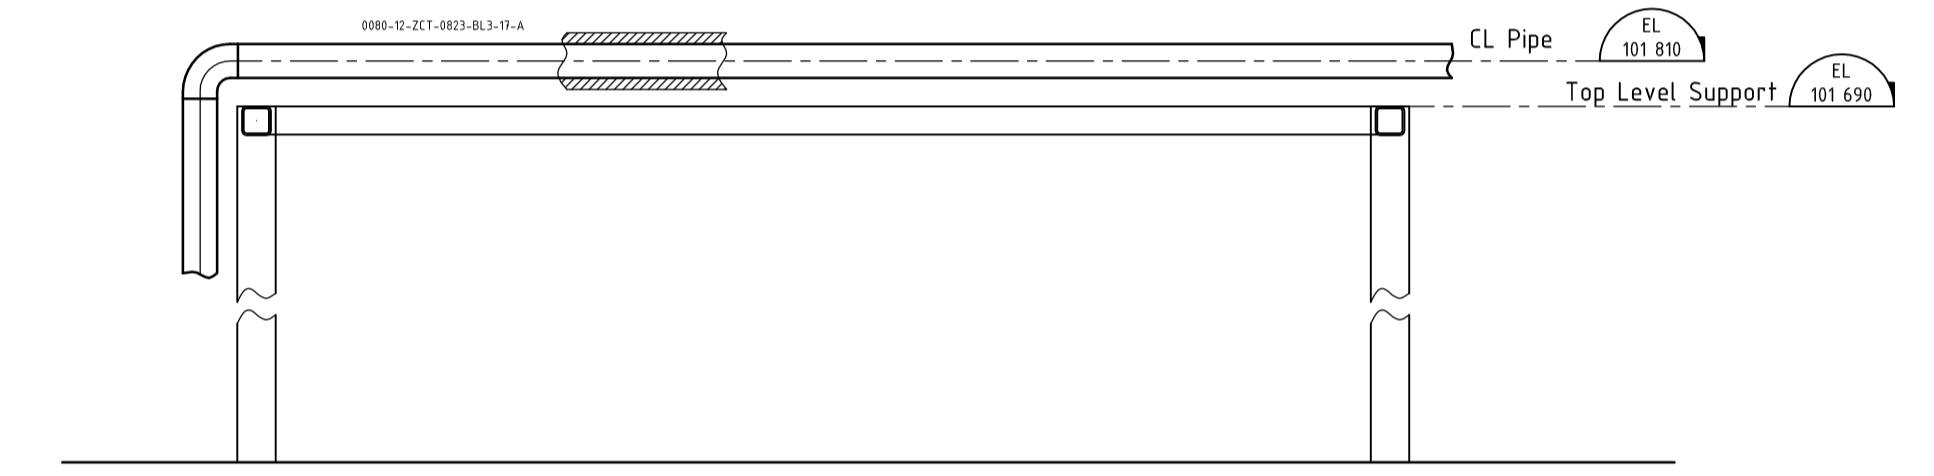 0080-12-ZCT-0823-BL3-17-A
CL Pipe
EL
101 810
Top Level Support
EL
101 690